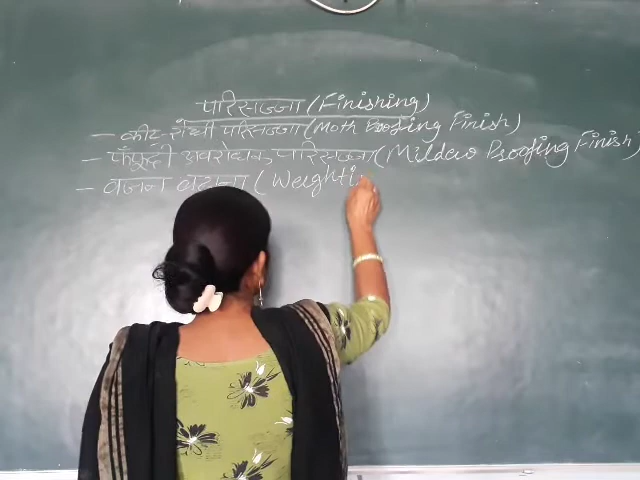 परिसज्जा (Finishing)
- कीट-रोधी परिसज्जा (Moth Proofing Finish)
- फफूंदी अवरोधक परिसज्जा (Mildew Proofing Finish)
- वजन बढ़ाना (Weighti